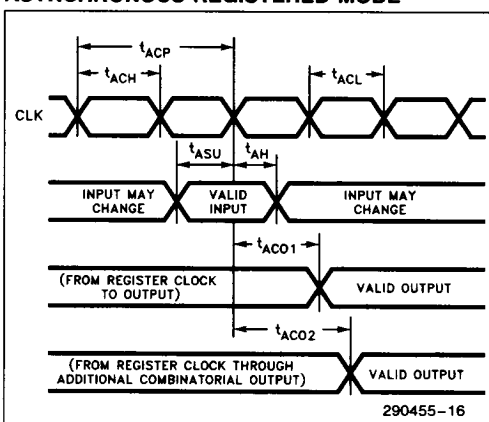 ASYNCHRONOUS REGISTERED MODE
tACP
tACH
tACL
CLK
tASU
tAH
INPUT MAY CHANGE
VALID INPUT
INPUT MAY CHANGE
tACO1
(FROM REGISTER CLOCK TO OUTPUT)
VALID OUTPUT
tACO2
(FROM REGISTER CLOCK THROUGH ADDITIONAL COMBINATORIAL OUTPUT)
VALID OUTPUT
290455-16